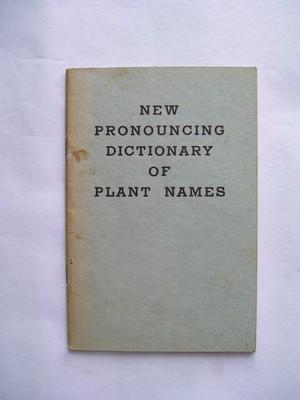 NEW
PRONOUNCING
DICTIONARY
OF
PLANT NAMES